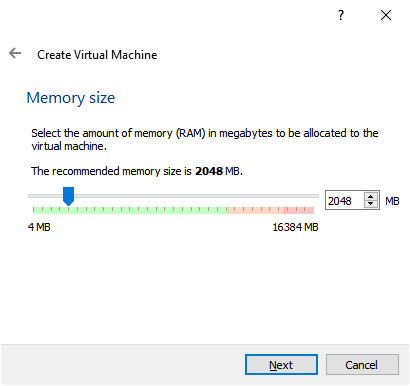 ?
Create Virtual Machine
Memory size
Select the amount of memory (RAM) in megabytes to be allocated to the
virtual machine.
The recommended memory size is 2048 MB.
2048 MB
4 MB 16384 MB
Next Cancel